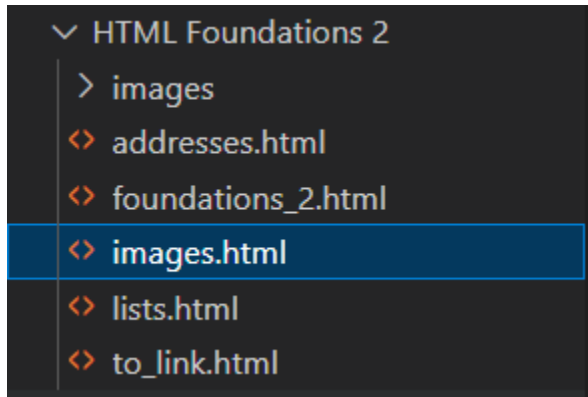 HTML Foundations 2
images
addresses.html
foundations_2.html
images.html
lists.html
to_link.html